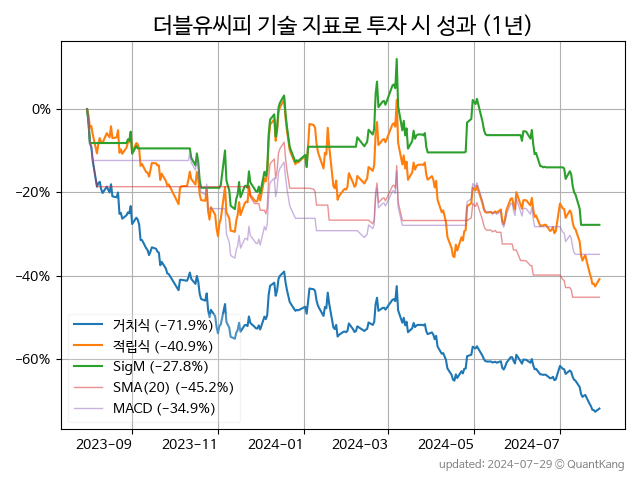 더블유씨피 기술 지표로 투자 시 성과 (1년)
0%
−20%
−40%
−60%
거치식 (−71.9%)
적립식 (−40.9%)
SigM (−27.8%)
SMA(20) (−45.2%)
MACD (−34.9%)
2023-09 2023-11 2024-01 2024-03 2024-05 2024-07
updated: 2024-07-29 © QuantKang